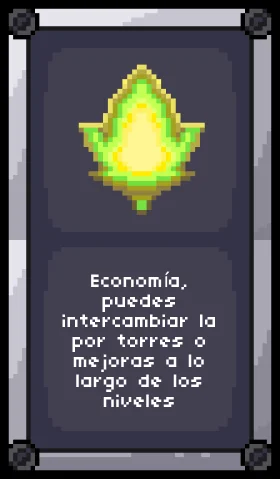 Economía,
puedes
intercambiar la
por torres o
mejoras a lo
largo de los
niveles